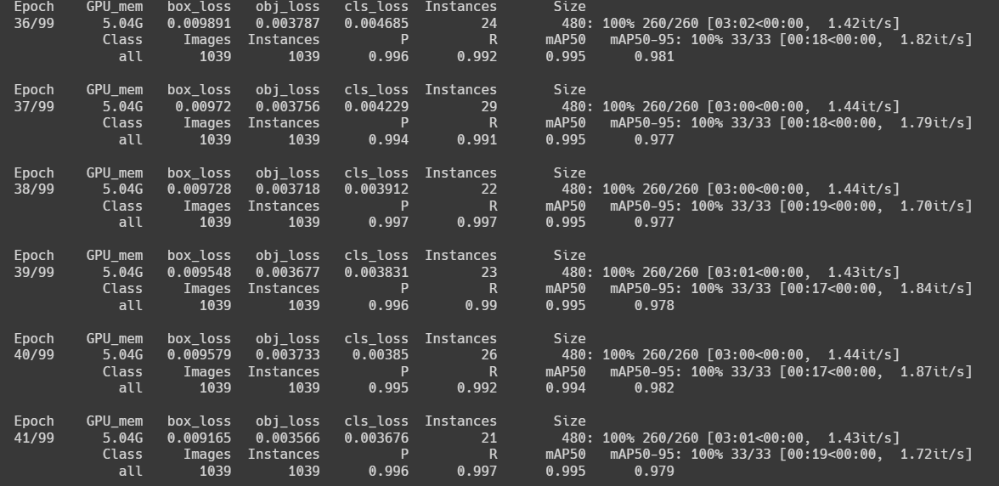 Epoch    GPU_mem   box_loss   obj_loss   cls_loss  Instances       Size
36/99      5.04G   0.009891   0.003787   0.004685         24        480: 100% 260/260 [03:02<00:00,  1.42it/s]
Class     Images  Instances          P          R      mAP50   mAP50-95: 100% 33/33 [00:18<00:00,  1.82it/s]
all       1039       1039      0.996      0.992      0.995      0.981
Epoch    GPU_mem   box_loss   obj_loss   cls_loss  Instances       Size
37/99      5.04G    0.00972   0.003756   0.004229         29        480: 100% 260/260 [03:00<00:00,  1.44it/s]
Class     Images  Instances          P          R      mAP50   mAP50-95: 100% 33/33 [00:18<00:00,  1.79it/s]
all       1039       1039      0.994      0.991      0.995      0.977
Epoch    GPU_mem   box_loss   obj_loss   cls_loss  Instances       Size
38/99      5.04G   0.009728   0.003718   0.003912         22        480: 100% 260/260 [03:00<00:00,  1.44it/s]
Class     Images  Instances          P          R      mAP50   mAP50-95: 100% 33/33 [00:19<00:00,  1.70it/s]
all       1039       1039      0.997      0.997      0.995      0.977
Epoch    GPU_mem   box_loss   obj_loss   cls_loss  Instances       Size
39/99      5.04G   0.009548   0.003677   0.003831         23        480: 100% 260/260 [03:01<00:00,  1.43it/s]
Class     Images  Instances          P          R      mAP50   mAP50-95: 100% 33/33 [00:17<00:00,  1.84it/s]
all       1039       1039      0.996       0.99      0.995      0.978
Epoch    GPU_mem   box_loss   obj_loss   cls_loss  Instances       Size
40/99      5.04G   0.009579   0.003733    0.00385         26        480: 100% 260/260 [03:00<00:00,  1.44it/s]
Class     Images  Instances          P          R      mAP50   mAP50-95: 100% 33/33 [00:17<00:00,  1.87it/s]
all       1039       1039      0.995      0.992      0.994      0.982
Epoch    GPU_mem   box_loss   obj_loss   cls_loss  Instances       Size
41/99      5.04G   0.009165   0.003566   0.003676         21        480: 100% 260/260 [03:01<00:00,  1.43it/s]
Class     Images  Instances          P          R      mAP50   mAP50-95: 100% 33/33 [00:19<00:00,  1.72it/s]
all       1039       1039      0.996      0.997      0.995      0.979